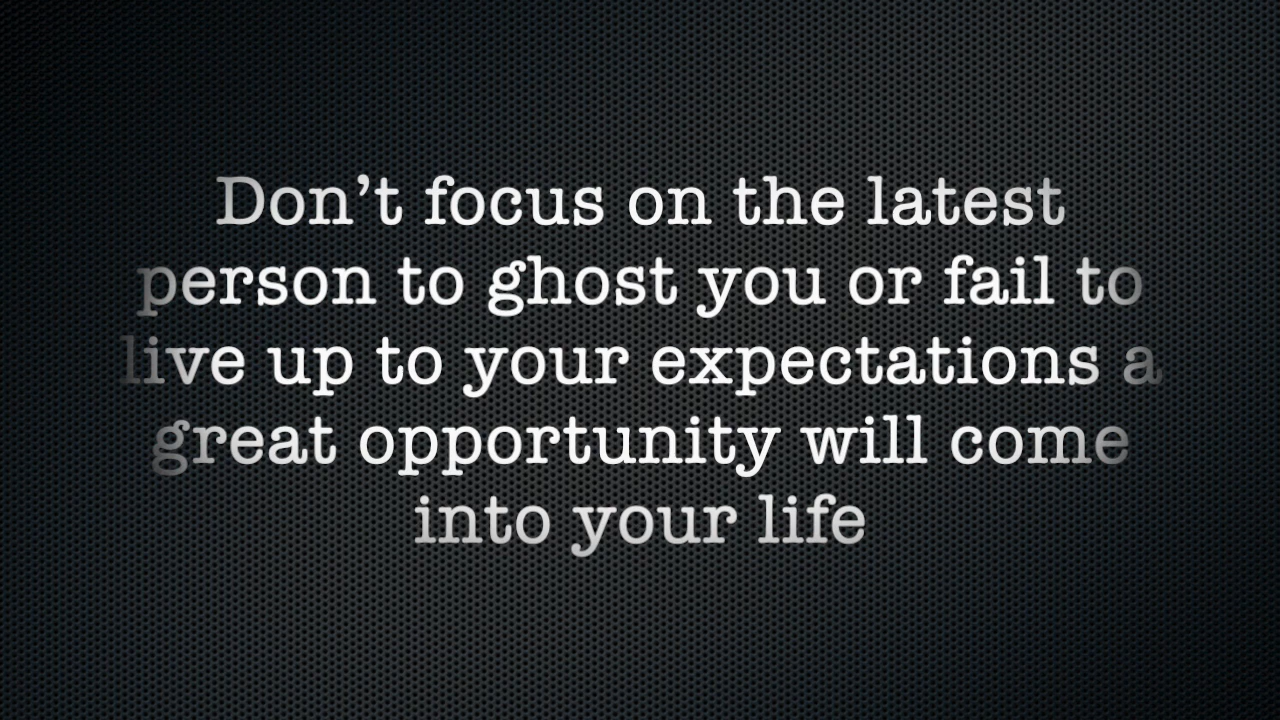 Don’t focus on the latest
person to ghost you or fail to
live up to your expectations a
great opportunity will come
into your life